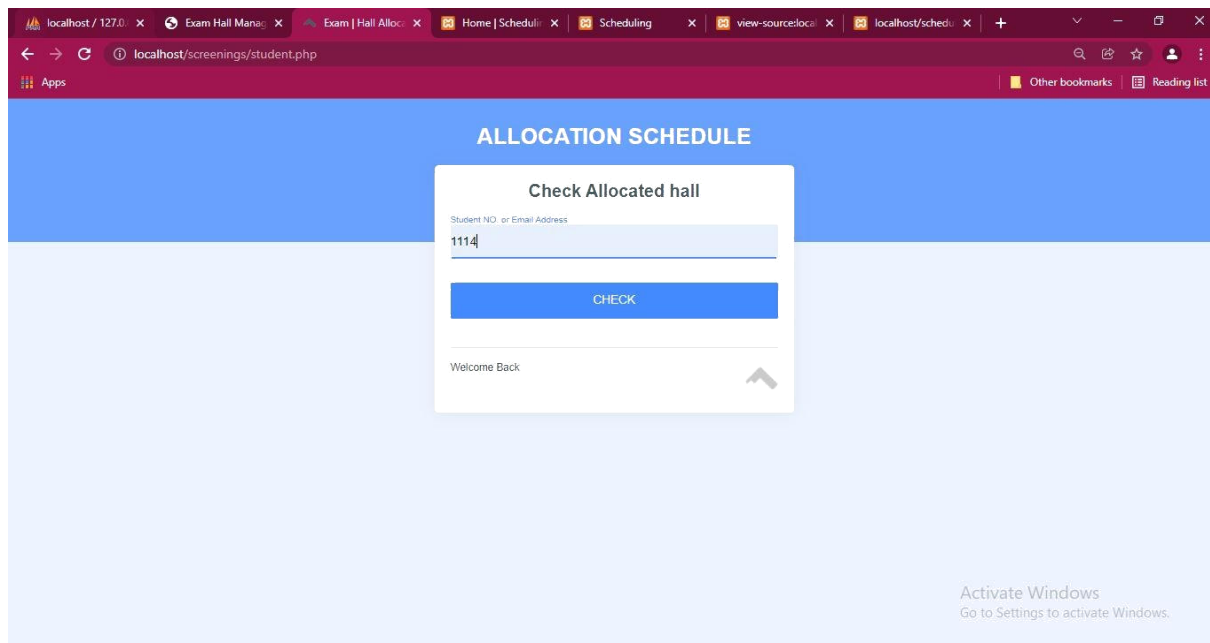 localhost / 127.0. Exam Hall Manag Exam | Hall Alloca Home | Schedulin Scheduling view-source:local localhost/schedu
localhost/screenings/student.php
Apps Other bookmarks Reading list
ALLOCATION SCHEDULE
Check Allocated hall
Student NO. or Email Address
1114
CHECK
Welcome Back
Activate Windows
Go to Settings to activate Windows.